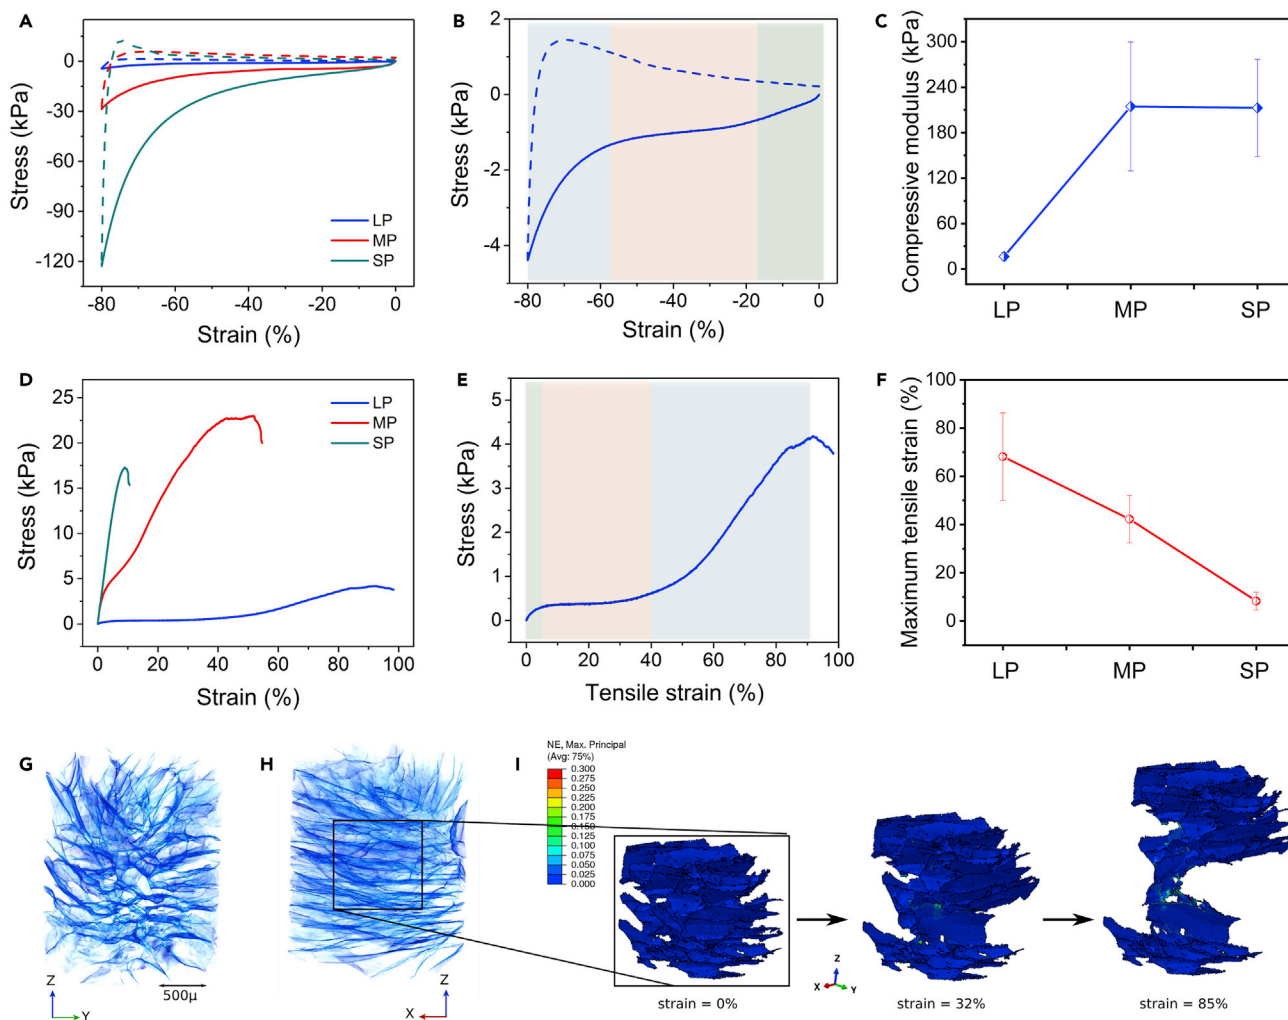 A
Stress (kPa)
0
-30
-60
-90
-120
LP
MP
SP
-80
-60
-40
-20
0
Strain (%)
B
Stress (kPa)
2
0
-2
-4
-80
-60
-40
-20
0
Strain (%)
C
Compressive modulus (kPa)
300
240
180
120
60
0
LP
MP
SP
D
Stress (kPa)
25
20
15
10
5
0
LP
MP
SP
0
20
40
60
80
100
Strain (%)
E
Stress (kPa)
5
4
3
2
1
0
0
20
40
60
80
100
Tensile strain (%)
F
Maximum tensile strain (%)
100
80
60
40
20
0
LP
MP
SP
G
Z
Y
500μ
H
Z
X
I
NE, Max. Principal
(Avg: 75%)
0.300
0.275
0.250
0.225
0.200
0.175
0.150
0.125
0.100
0.075
0.050
0.025
0.000
Z
X
Y
strain = 0%
strain = 32%
strain = 85%